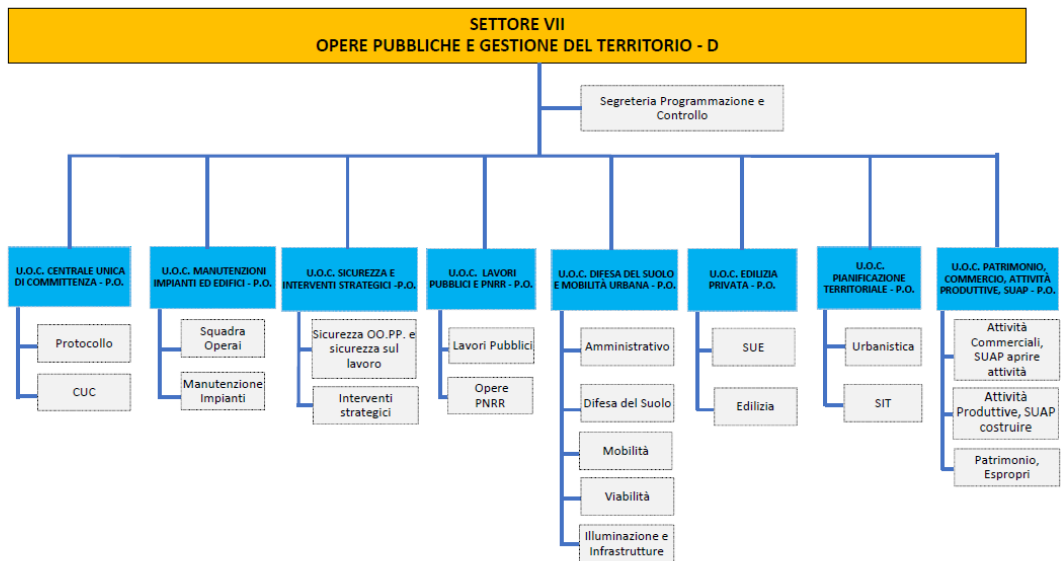 SETTORE VII
OPERE PUBBLICHE E GESTIONE DEL TERRITORIO - D
Segreteria Programmazione e
Controllo
U.O.C. CENTRALE UNICA
DI COMMITTENZA - P.O.
Protocollo
CUC
U.O.C. MANUTENZIONI
IMPIANTI ED EDIFICI - P.O.
Squadra
Operai
Manutenzione
Impianti
U.O.C. SICUREZZA E
INTERVENTI STRATEGICI -P.O.
Sicurezza OO.PP. e
sicurezza sul
lavoro
Interventi
strategici
U.O.C. LAVORI
PUBBLICI E PNRR - P.O.
Lavori Pubblici
Opere
PNRR
U.O.C. DIFESA DEL SUOLO
E MOBILITÀ URBANA - P.O.
Amministrativo
Difesa del Suolo
Mobilità
Viabilità
Illuminazione e
Infrastrutture
U.O.C. EDILIZIA
PRIVATA - P.O.
SUE
Edilizia
U.O.C.
PIANIFICAZIONE
TERRITORIALE - P.O.
Urbanistica
SIT
U.O.C. PATRIMONIO,
COMMERCIO, ATTIVITÀ
PRODUTTIVE, SUAP - P.O.
Attività
Commerciali,
SUAP aprire
attività
Attività
Produttive, SUAP
costruire
Patrimonio,
Espropri